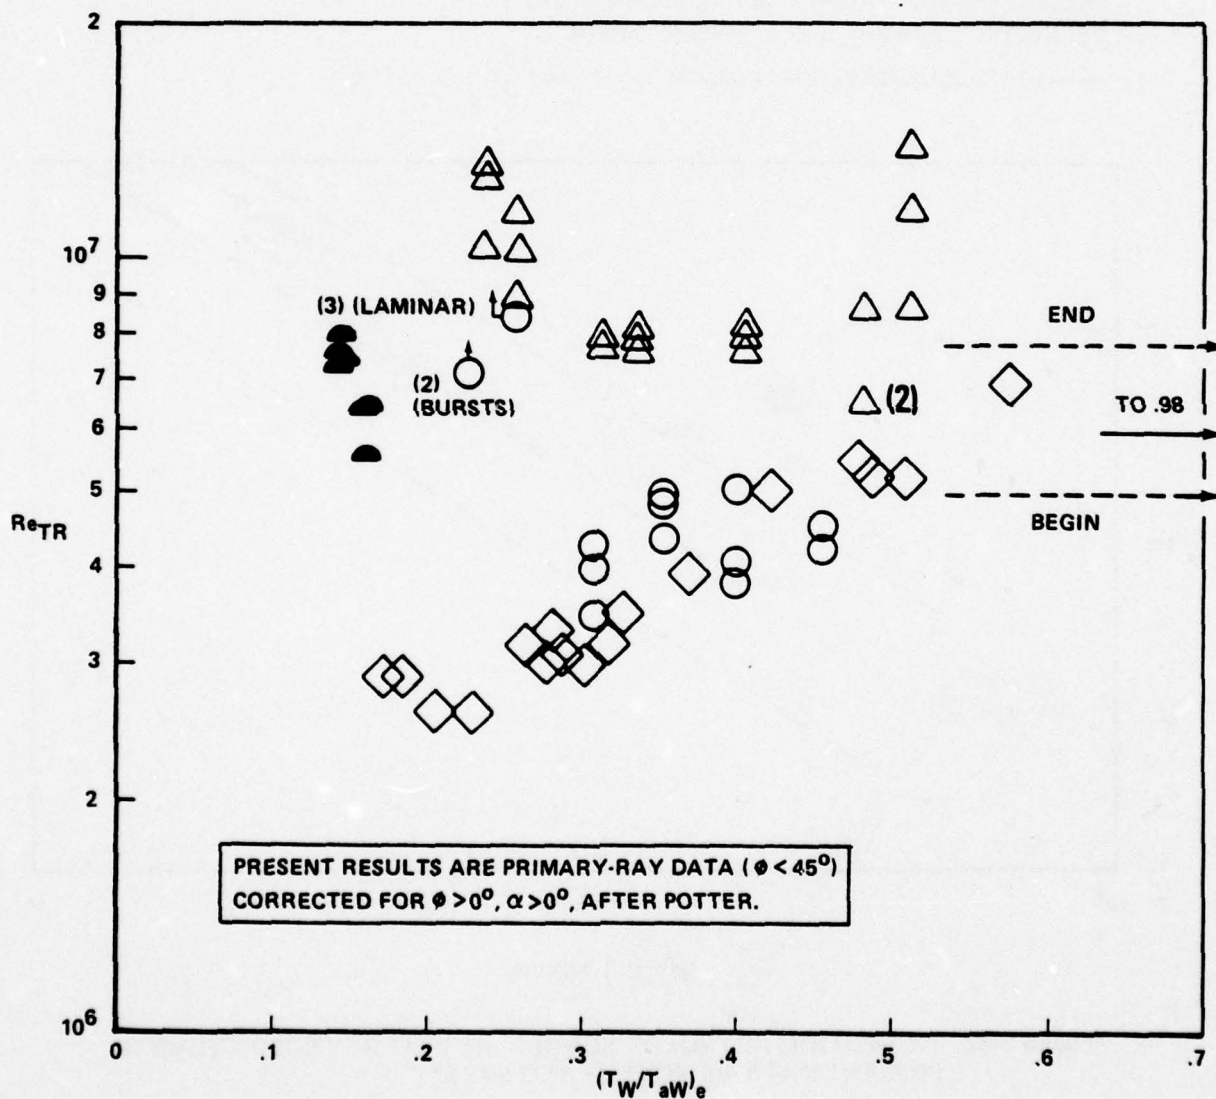 2
10⁷
9
8
7
6
5
4
3
2
10⁶
Re_TR
0
.1
.2
.3
.4
.5
.6
.7
(T_W/T_aW)_e
(3) (LAMINAR)
(2)
(BURSTS)
(2)
END
TO .98
BEGIN
PRESENT RESULTS ARE PRIMARY-RAY DATA (ϕ<45°)
CORRECTED FOR ϕ>0°, α>0°, AFTER POTTER.